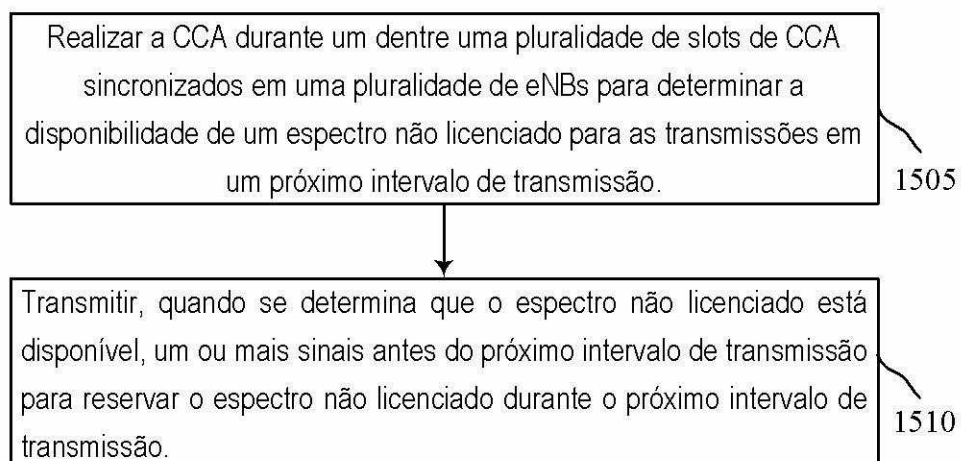 Realizar a CCA durante um dentre uma pluralidade de slots de CCA
sincronizados em uma pluralidade de eNBs para determinar a
disponibilidade de um espectro não licenciado para as transmissões em
um próximo intervalo de transmissão.
1505
Transmitir, quando se determina que o espectro não licenciado está
disponível, um ou mais sinais antes do próximo intervalo de transmissão
para reservar o espectro não licenciado durante o próximo intervalo de
transmissão.
1510